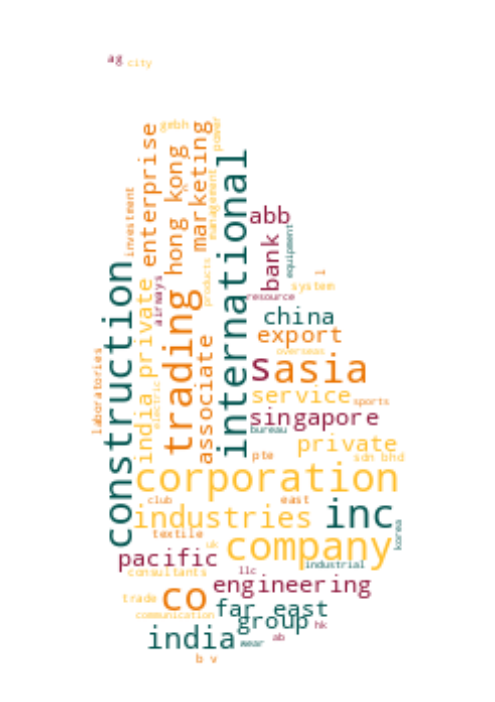 ag
city
gmbh
power
enterprise
hong kong
marketing
management
international
investment
abb
bank
equipment
l
system
resource
airways
products
construction
india private
trading
china
export
overseas
laboratories
associate
s
asia
electric
service
sports
singapore
bureau
private
pte
sdn bhd
corporation
club
east
industries
inc
korea
textile
uk
company
pacific
industrial
consultants
llc
engineering
trade
co
far east
communication
group
hk
india
ab
wear
b v